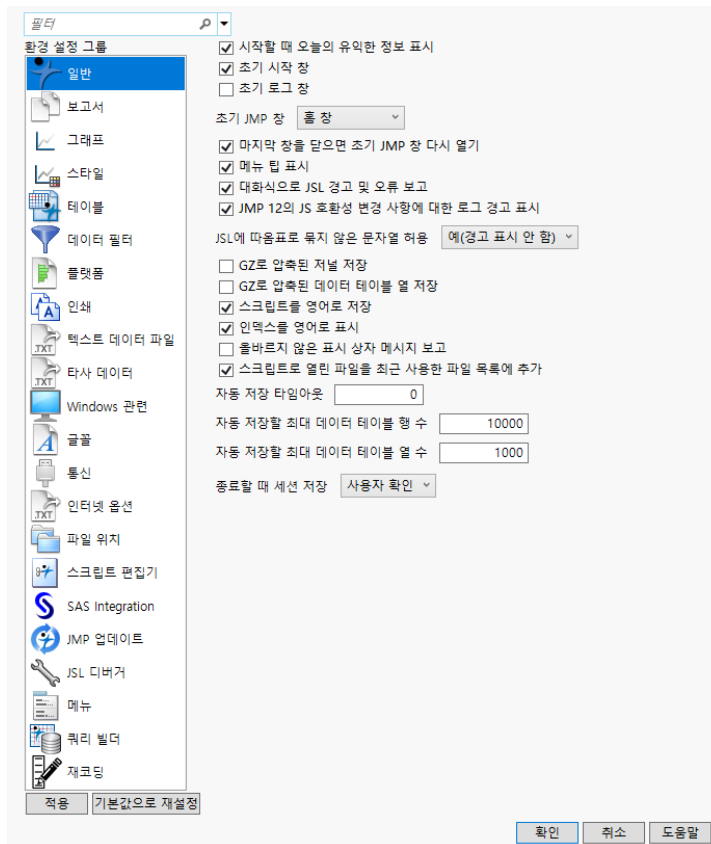 필터
환경 설정 그룹
일반
보고서
그래프
스타일
테이블
데이터 필터
플랫폼
인쇄
텍스트 데이터 파일
타사 데이터
Windows 관련
글꼴
통신
인터넷 옵션
파일 위치
스크립트 편집기
SAS Integration
JMP 업데이트
JSL 디버거
메뉴
쿼리 빌더
재코딩
적용
기본값으로 재설정
시작할 때 오늘의 유익한 정보 표시
초기 시작 창
초기 로그 창
초기 JMP 창 홈 창
마지막 창을 닫으면 초기 JMP 창 다시 열기
메뉴 팁 표시
대화식으로 JSL 경고 및 오류 보고
JMP 12의 JS 호환성 변경 사항에 대한 로그 경고 표시
JSL에 따옴표로 묶지 않은 문자열 허용 예(경고 표시 안 함)
GZ로 압축된 저널 저장
GZ로 압축된 데이터 테이블 열 저장
스크립트를 영어로 저장
인덱스를 영어로 표시
올바르지 않은 표시 상자 메시지 보고
스크립트로 열린 파일을 최근 사용한 파일 목록에 추가
자동 저장 타임아웃 0
자동 저장할 최대 데이터 테이블 행 수 10000
자동 저장할 최대 데이터 테이블 열 수 1000
종료할 때 세션 저장 사용자 확인
확인
취소
도움말